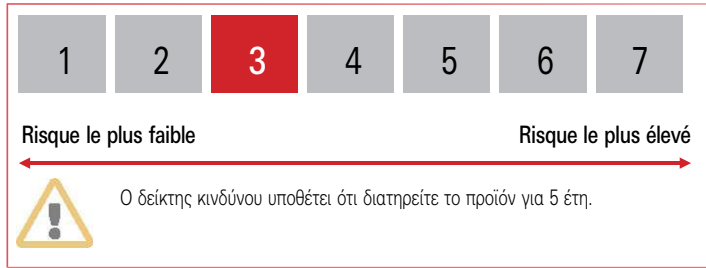 1 2 3 4 5 6 7
Risque le plus faible Risque le plus élevé
Ο δείκτης κινδύνου υποθέτει ότι διατηρείτε το προϊόν για 5 έτη.